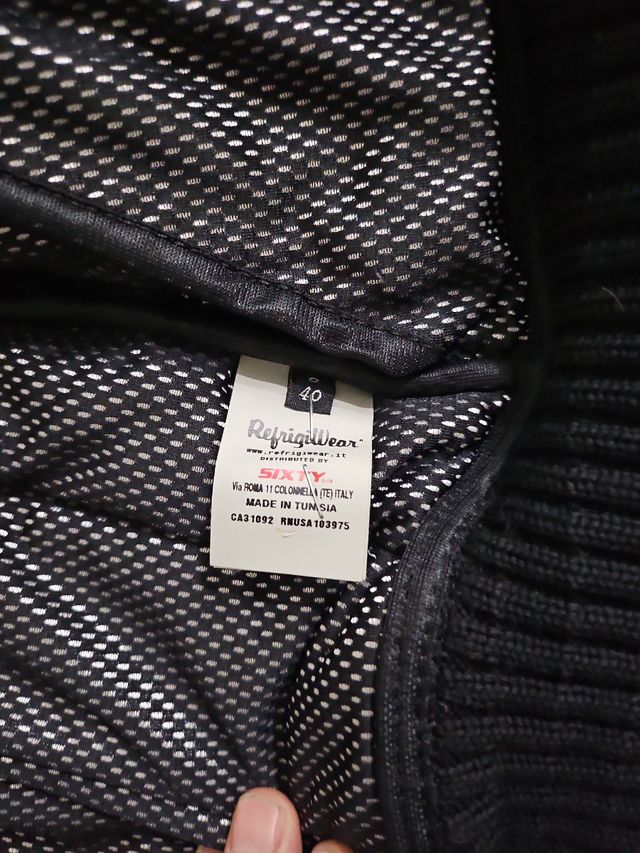 40
RefrigiWear
www.refrigiwear.it
DISTRIBUTED BY
SIXTY
Via ROMA 11 COLONNELLA (TE) ITALY
MADE IN TUNISIA
CA31092 RNUSA103975